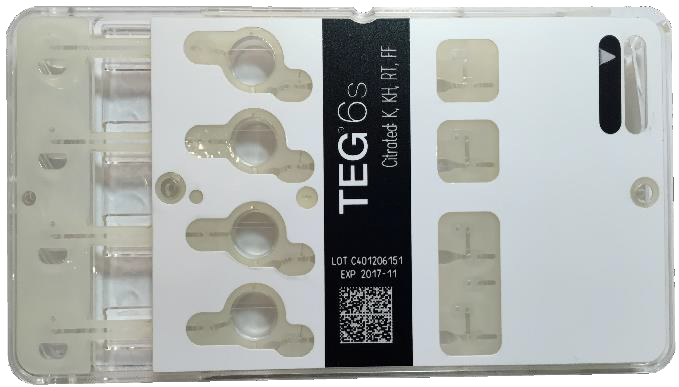 TEG® 6s
Citrated: K, KH, RT, FF
LOT C401206151
EXP 2017-11